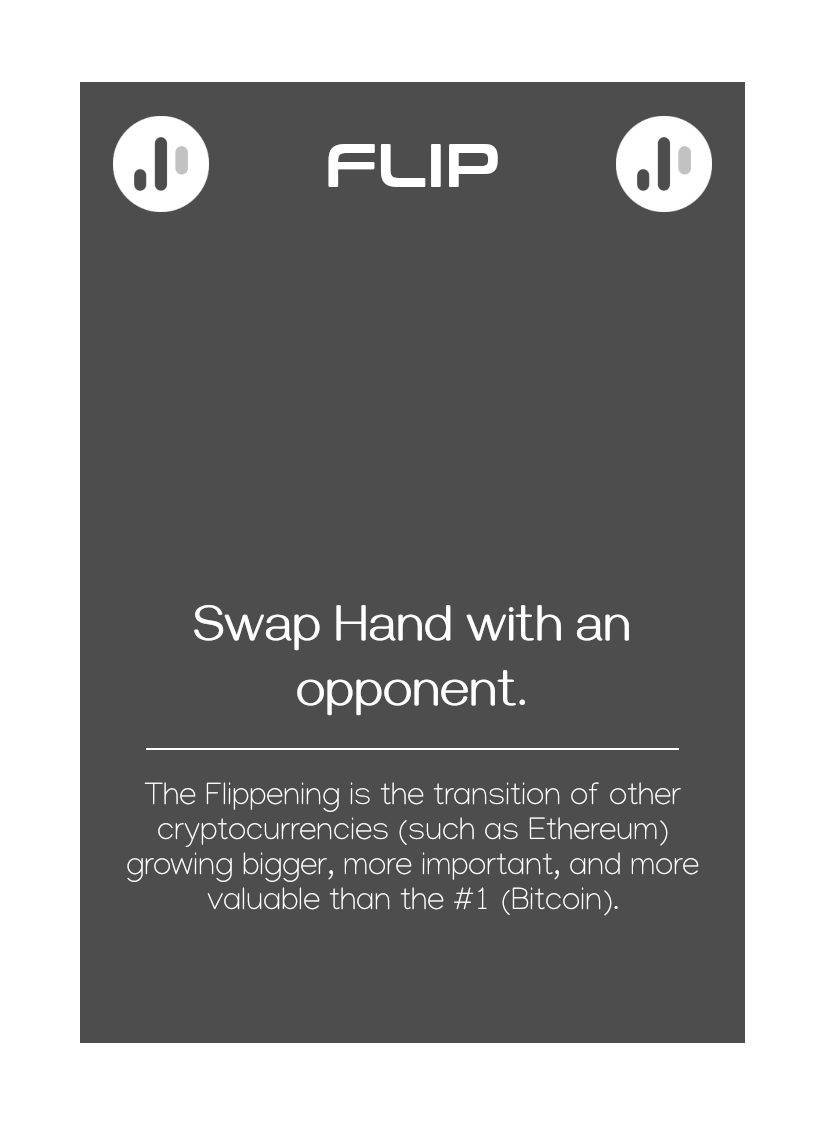 FLIP
Swap Hand with an
opponent.
The Flippening is the transition of other
cryptocurrencies (such as Ethereum)
growing bigger, more important, and more
valuable than the #1 (Bitcoin).